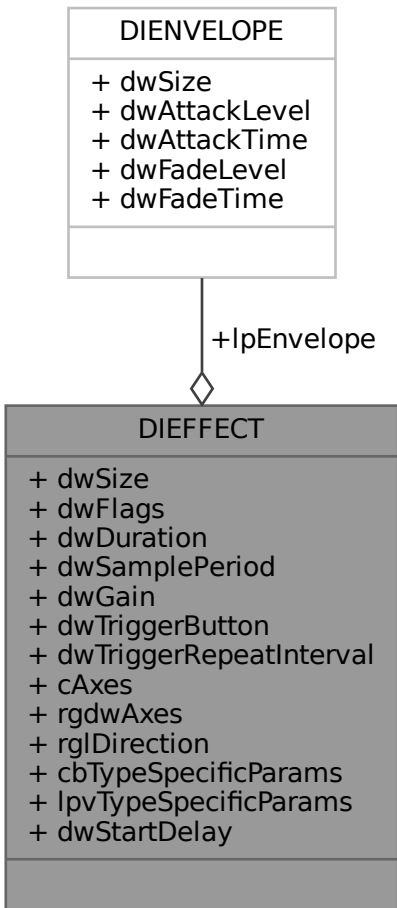 DIENVELOPE
+ dwSize
+ dwAttackLevel
+ dwAttackTime
+ dwFadeLevel
+ dwFadeTime
+lpEnvelope
DIEFFECT
+ dwSize
+ dwFlags
+ dwDuration
+ dwSamplePeriod
+ dwGain
+ dwTriggerButton
+ dwTriggerRepeatInterval
+ cAxes
+ rgdwAxes
+ rglDirection
+ cbTypeSpecificParams
+ lpvTypeSpecificParams
+ dwStartDelay